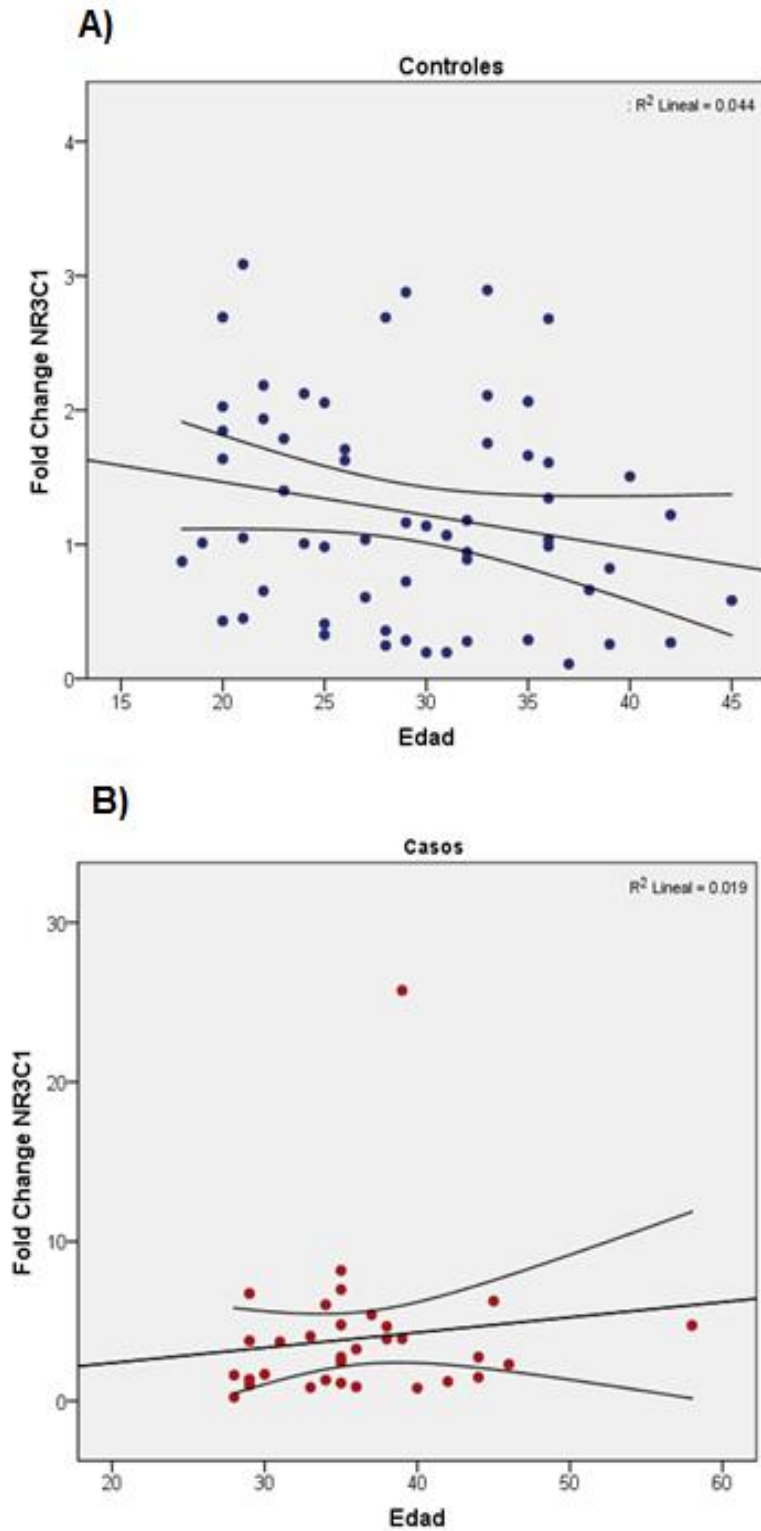 A)
Controles
: R² Lineal = 0.044
4
3
2
1
0
Fold Change NR3C1
15 20 25 30 35 40 45
Edad
B)
Casos
R² Lineal = 0.019
30
20
10
0
Fold Change NR3C1
20 30 40 50 60
Edad